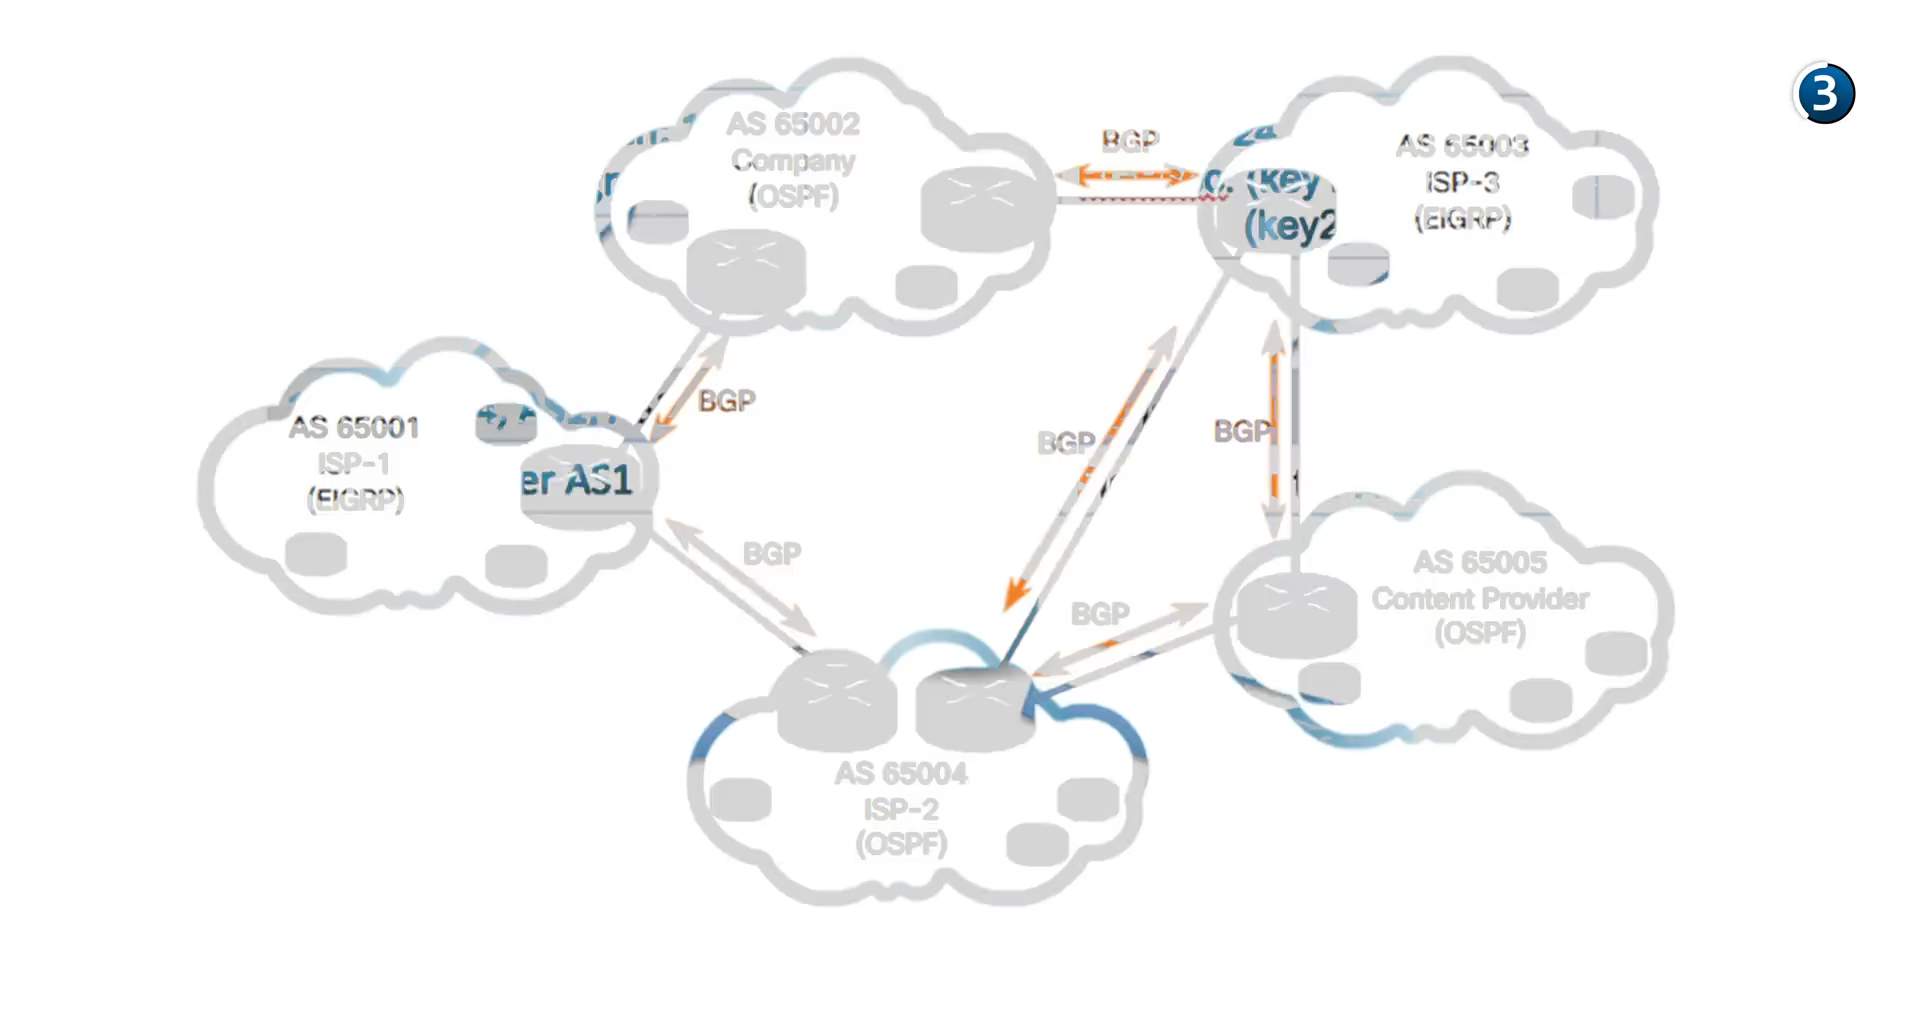 3
AS 65002
Company
(OSPF)
BGP
AS 65003
ISP-3
(EIGRP)
(key
(key2
BGP
AS 65001
ISP-1
(EIGRP)
er AS1
BGP
BGP
BGP
BGP
AS 65005
Content Provider
(OSPF)
AS 65004
ISP-2
(OSPF)